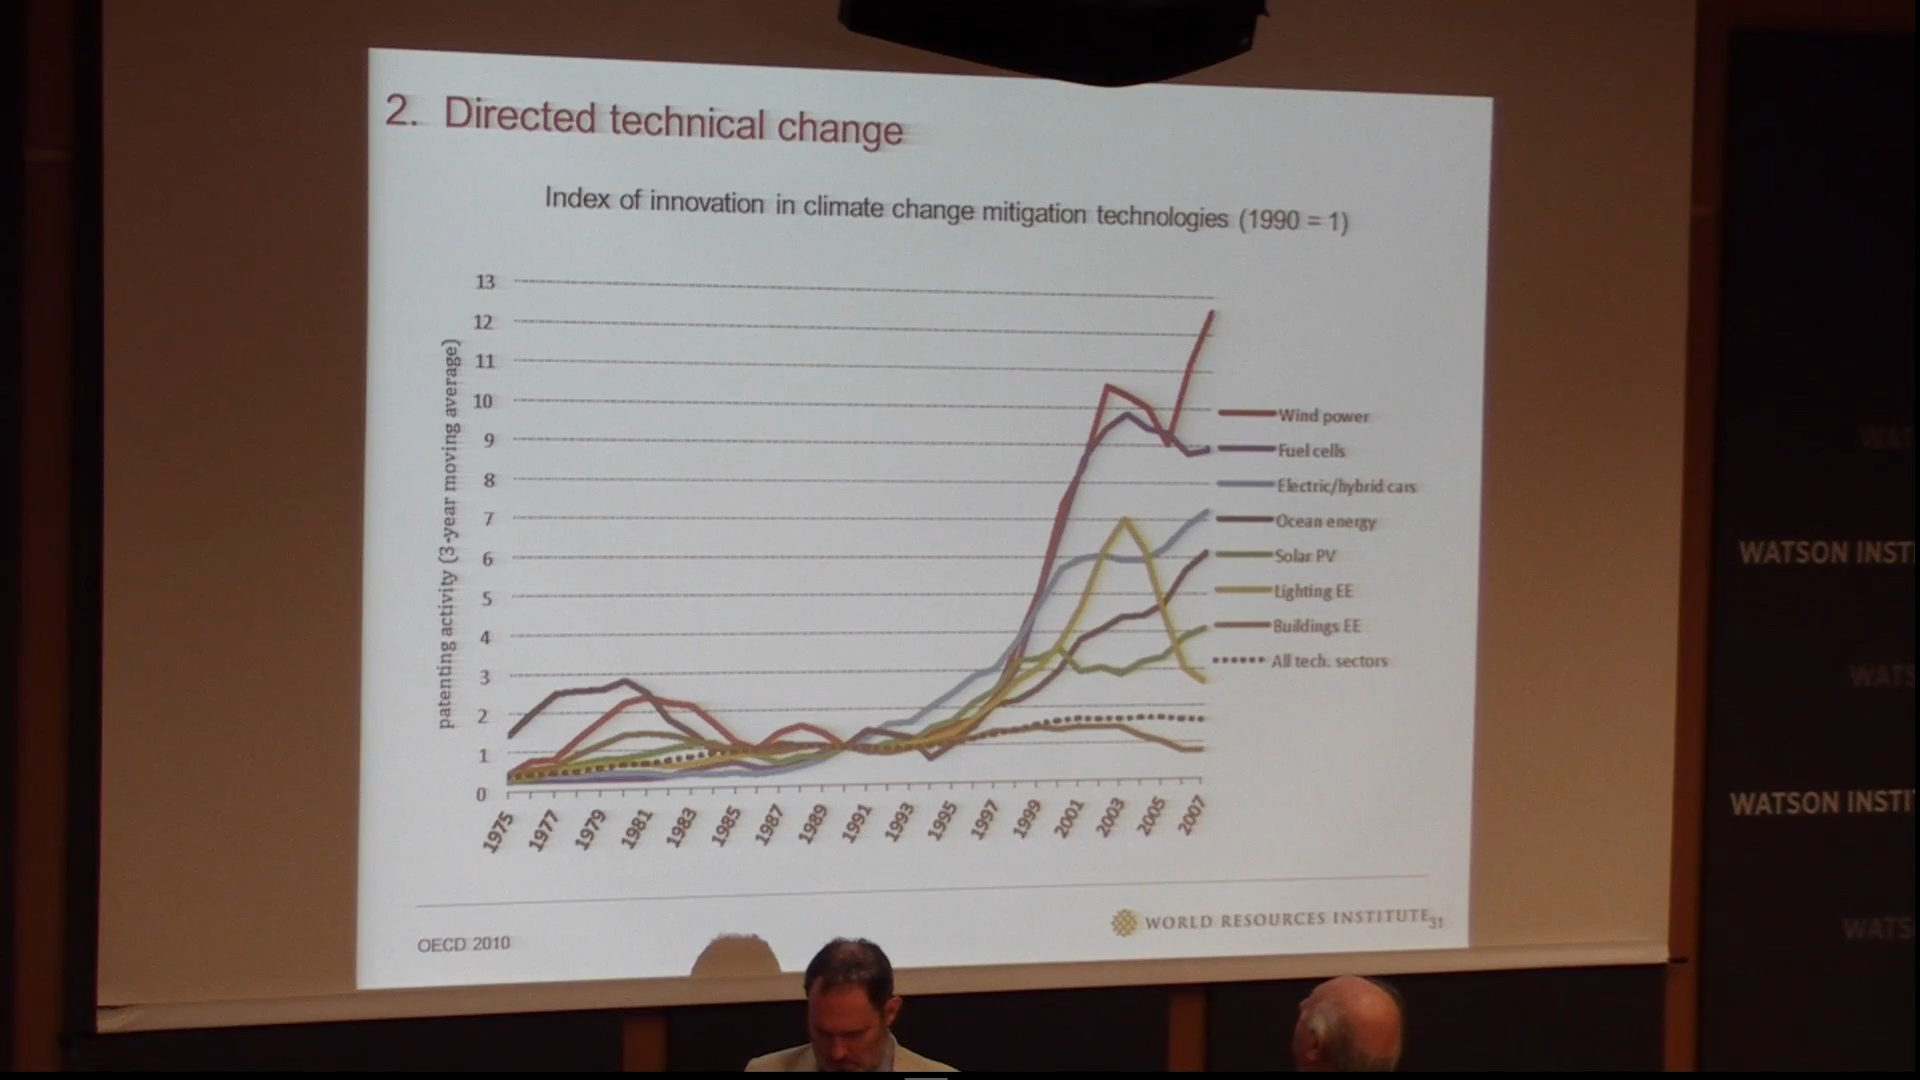 2. Directed technical change
Index of innovation in climate change mitigation technologies (1990 = 1)
patenting activity (3-year moving average)
13
12
11
10
9
8
7
6
5
4
3
2
1
0
1975
1977
1979
1981
1983
1985
1987
1989
1991
1993
1995
1997
1999
2001
2003
2005
2007
Wind power
Fuel cells
Electric/hybrid cars
Ocean energy
Solar PV
Lighting EE
Buildings EE
All tech. sectors
OECD 2010
WORLD RESOURCES INSTITUTE 31
WAT
WATSON INST
WATS
WATSON INSTI
WATS